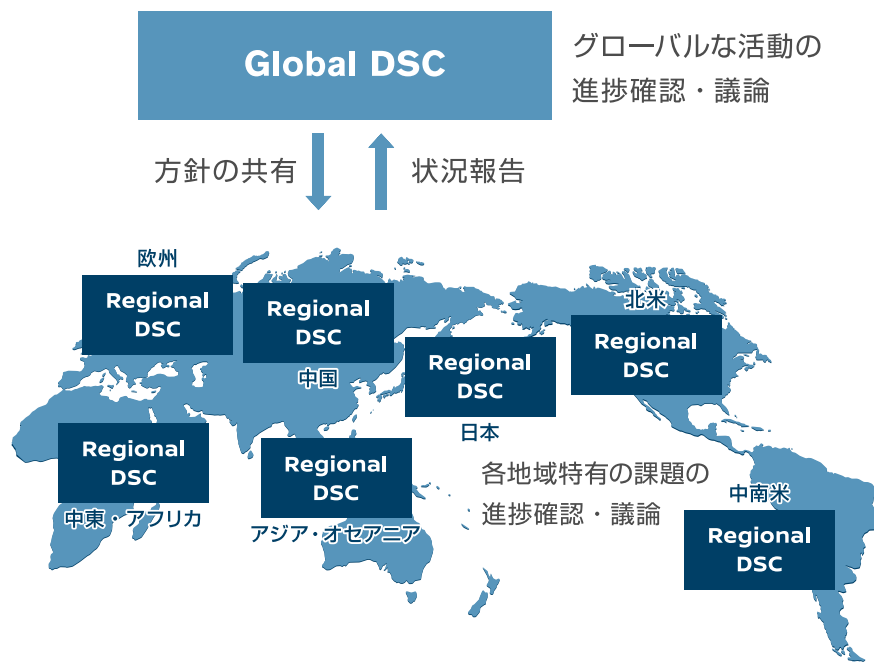 Global DSC
グローバルな活動の
進捗確認・議論
方針の共有
状況報告
欧州
Regional
DSC
Regional
DSC
中国
Regional
DSC
日本
北米
Regional
DSC
Regional
DSC
中東・アフリカ
Regional
DSC
アジア・オセアニア
各地域特有の課題の
進捗確認・議論
中南米
Regional
DSC